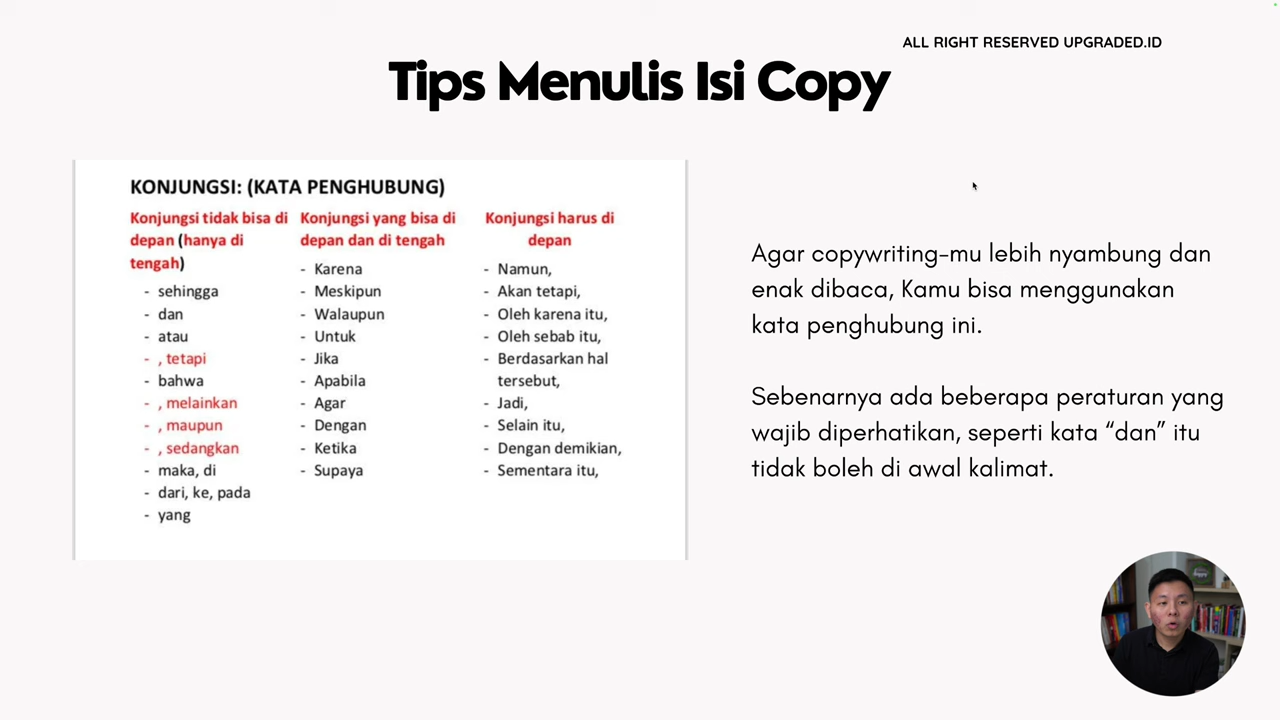 ALL RIGHT RESERVED UPGRADED.ID
Tips Menulis Isi Copy
KONJUNGSI: (KATA PENGHUBUNG)
Konjungsi tidak bisa di
depan (hanya di
tengah)
- sehingga
- dan
- atau
- , tetapi
- bahwa
- , melainkan
- , maupun
- , sedangkan
- maka, di
- dari, ke, pada
- yang
Konjungsi yang bisa di
depan dan di tengah
- Karena
- Meskipun
- Walaupun
- Untuk
- Jika
- Apabila
- Agar
- Dengan
- Ketika
- Supaya
Konjungsi harus di
depan
- Namun,
- Akan tetapi,
- Oleh karena itu,
- Oleh sebab itu,
- Berdasarkan hal
tersebut,
- Jadi,
- Selain itu,
- Dengan demikian,
- Sementara itu,
Agar copywriting-mu lebih nyambung dan
enak dibaca, Kamu bisa menggunakan
kata penghubung ini.
Sebenarnya ada beberapa peraturan yang
wajib diperhatikan, seperti kata “dan” itu
tidak boleh di awal kalimat.